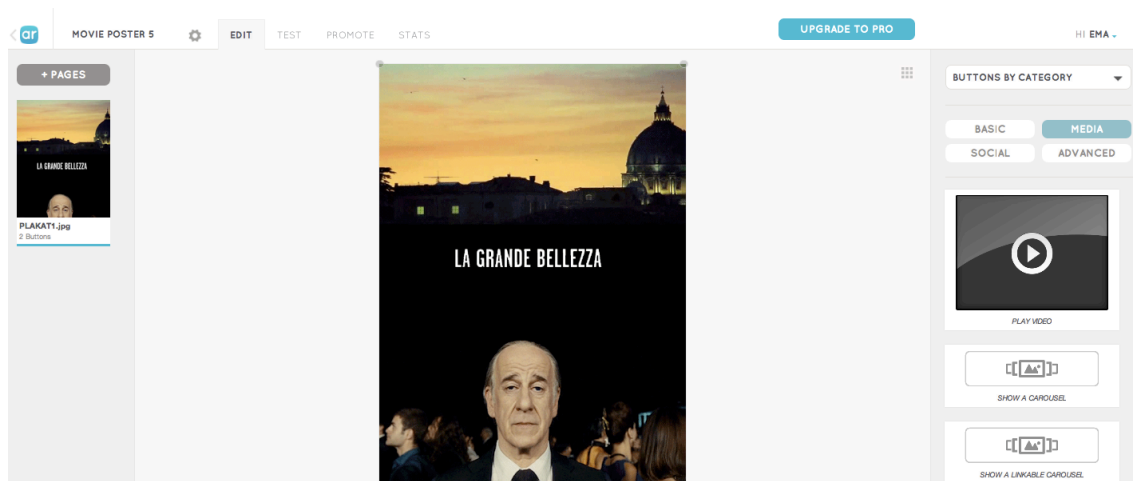 ar
MOVIE POSTER 5
EDIT
TEST
PROMOTE
STATS
UPGRADE TO PRO
HI EMA
+ PAGES
LA GRANDE BELLEZZA
PLAKAT1.jpg
2 Buttons
LA GRANDE BELLEZZA
BUTTONS BY CATEGORY
BASIC
MEDIA
SOCIAL
ADVANCED
PLAY VIDEO
SHOW A CAROUSEL
SHOW A LINKABLE CAROUSEL